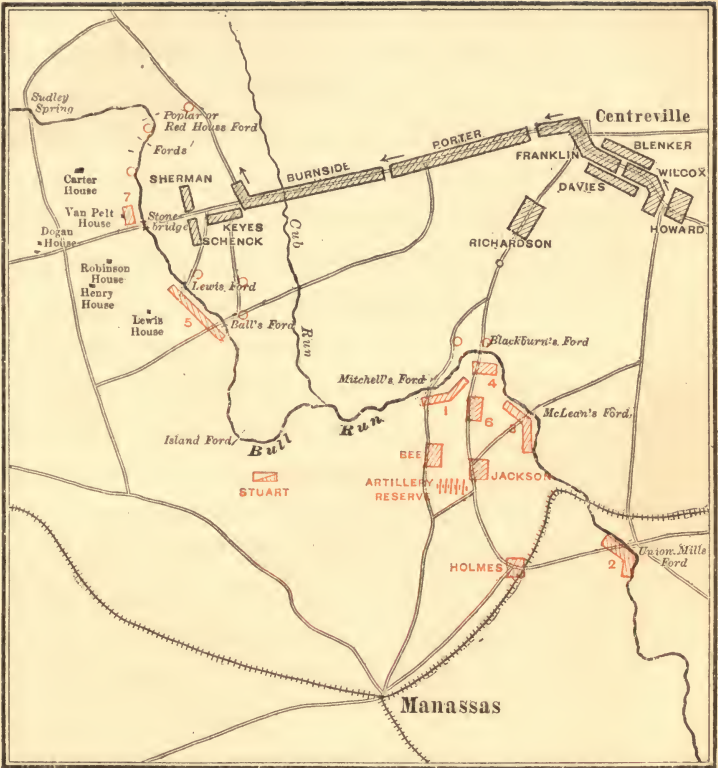 Sudley
Spring
Poplar or
Red House Ford
Fords
Centreville
BLENKER
WILCOX
PORTER
FRANKLIN
DAVIES
HOWARD
BURNSIDE
SHERMAN
Carter
House
7
Van Pelt
House
Stone
bridge
KEYES
SCHENCK
Dogan
House
Cub
Run
RICHARDSON
Robinson
House
Henry
House
Lewis Ford
Lewis
House
5
Ball's Ford
Blackburn's Ford
Mitchell's Ford
4
1
6
3
McLean's Ford
Island Ford
Bull
Run
BEE
STUART
ARTILLERY
RESERVE
JACKSON
HOLMES
2
Union Mills
Ford
Manassas